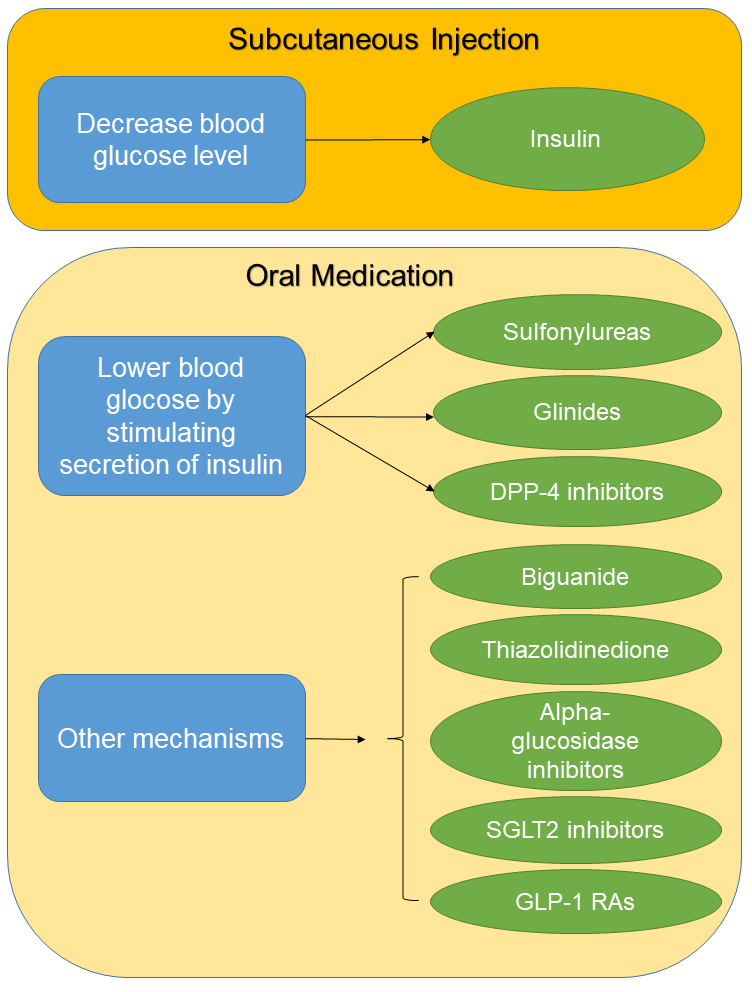 Subcutaneous Injection
Decrease blood
glucose level
Insulin
Oral Medication
Lower blood
glocose by
stimulating
secretion of insulin
Sulfonylureas
Glinides
DPP-4 inhibitors
Other mechanisms
Biguanide
Thiazolidinedione
Alpha-
glucosidase
inhibitors
SGLT2 inhibitors
GLP-1 RAs